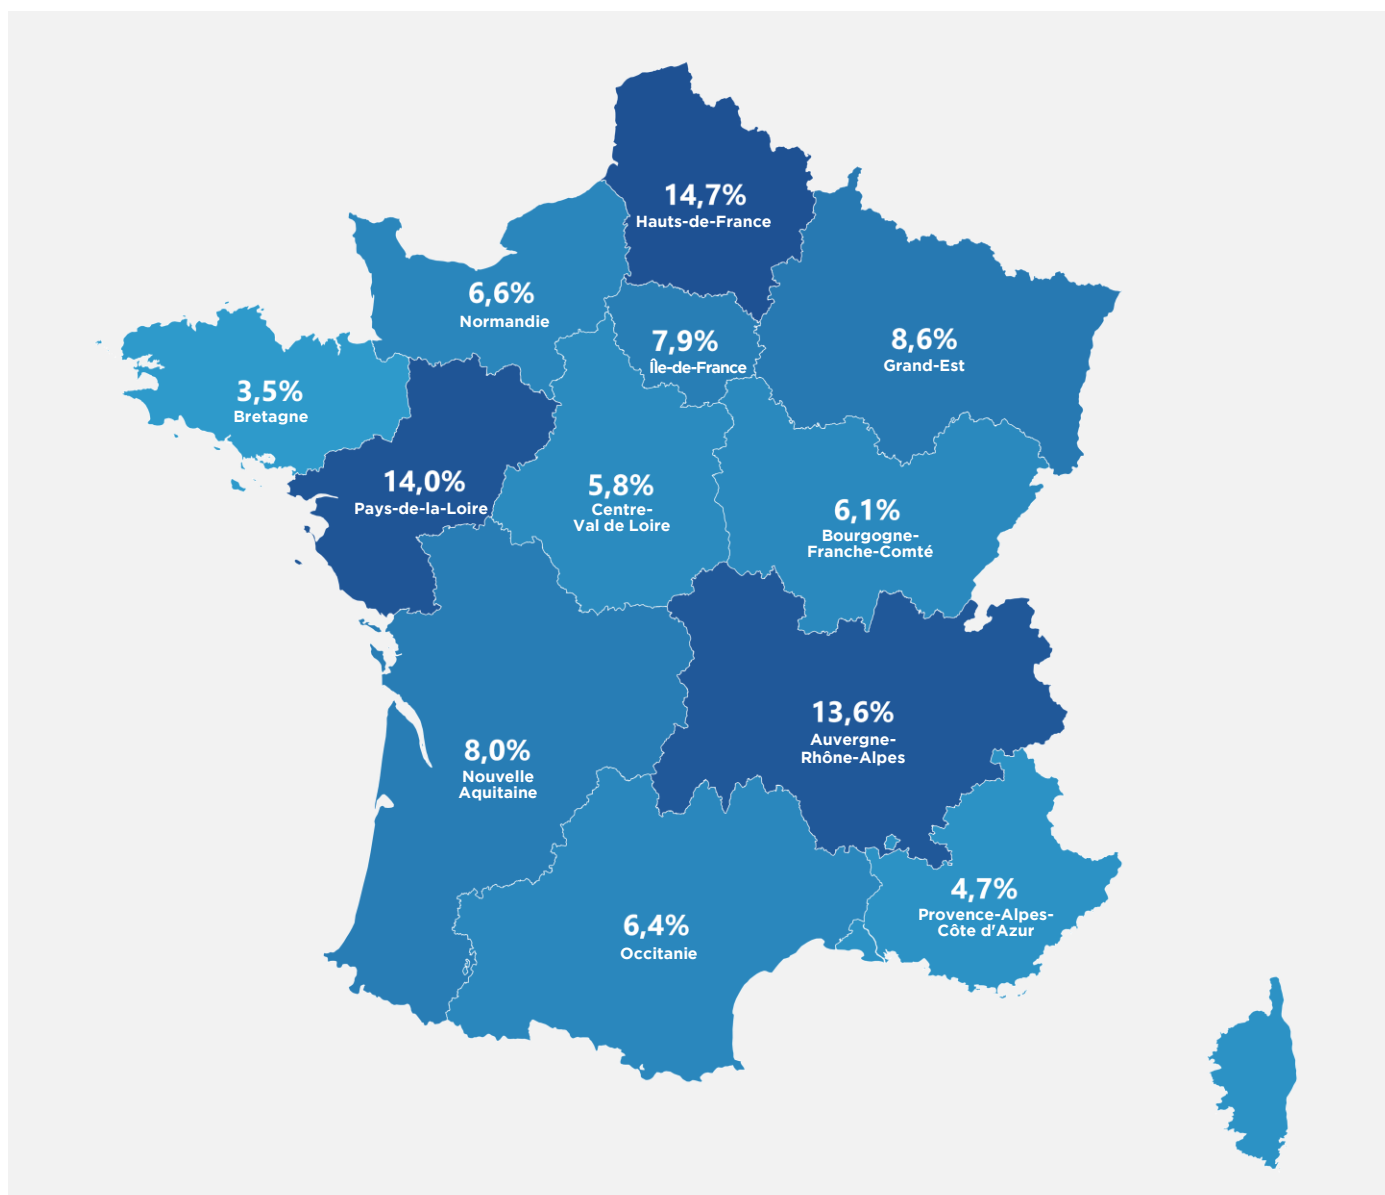 14,7%
Hauts-de-France
6,6%
Normandie
7,9%
Île-de-France
8,6%
Grand-Est
3,5%
Bretagne
14,0%
Pays-de-la-Loire
5,8%
Centre-
Val de Loire
6,1%
Bourgogne-
Franche-Comté
13,6%
Auvergne-
Rhône-Alpes
8,0%
Nouvelle
Aquitaine
4,7%
Provence-Alpes-
Côte d'Azur
6,4%
Occitanie